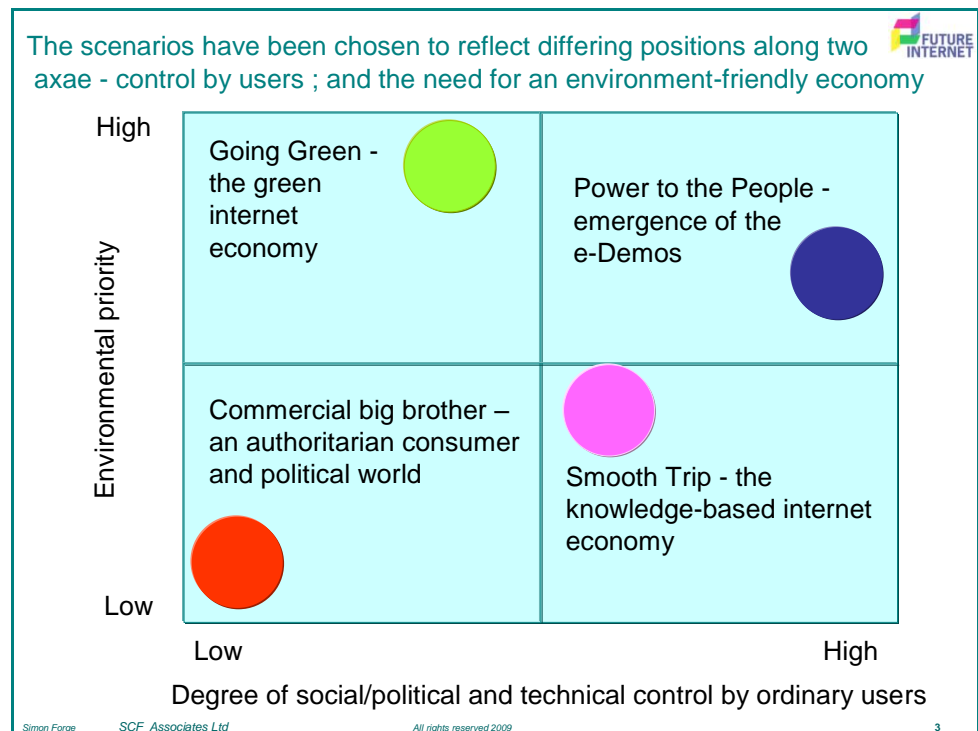 The scenarios have been chosen to reflect differing positions along two
axae - control by users ; and the need for an environment-friendly economy
FUTURE
INTERNET
High
Going Green -
the green
internet
economy
Power to the People -
emergence of the
e-Demos
Environmental priority
Commercial big brother –
an authoritarian consumer
and political world
Smooth Trip - the
knowledge-based internet
economy
Low
Low
High
Degree of social/political and technical control by ordinary users
Simon Forge
SCF Associates Ltd
All rights reserved 2009
3